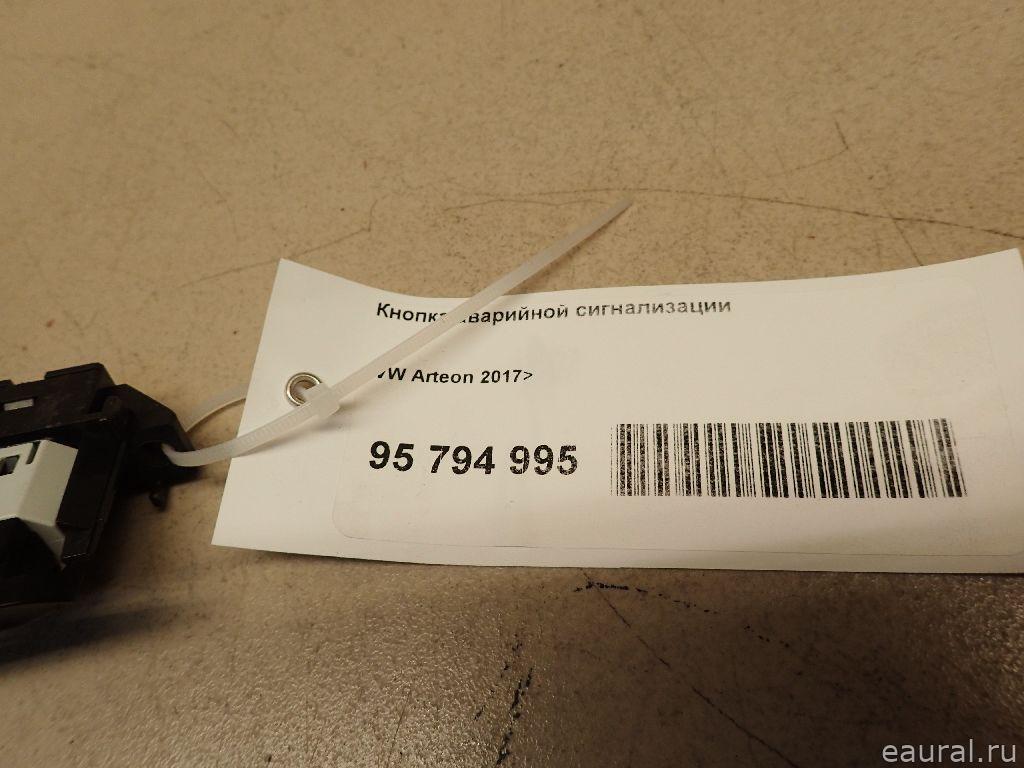 Кнопка аварийной сигнализации
VW Arteon 2017>
95 794 995
eaural.ru